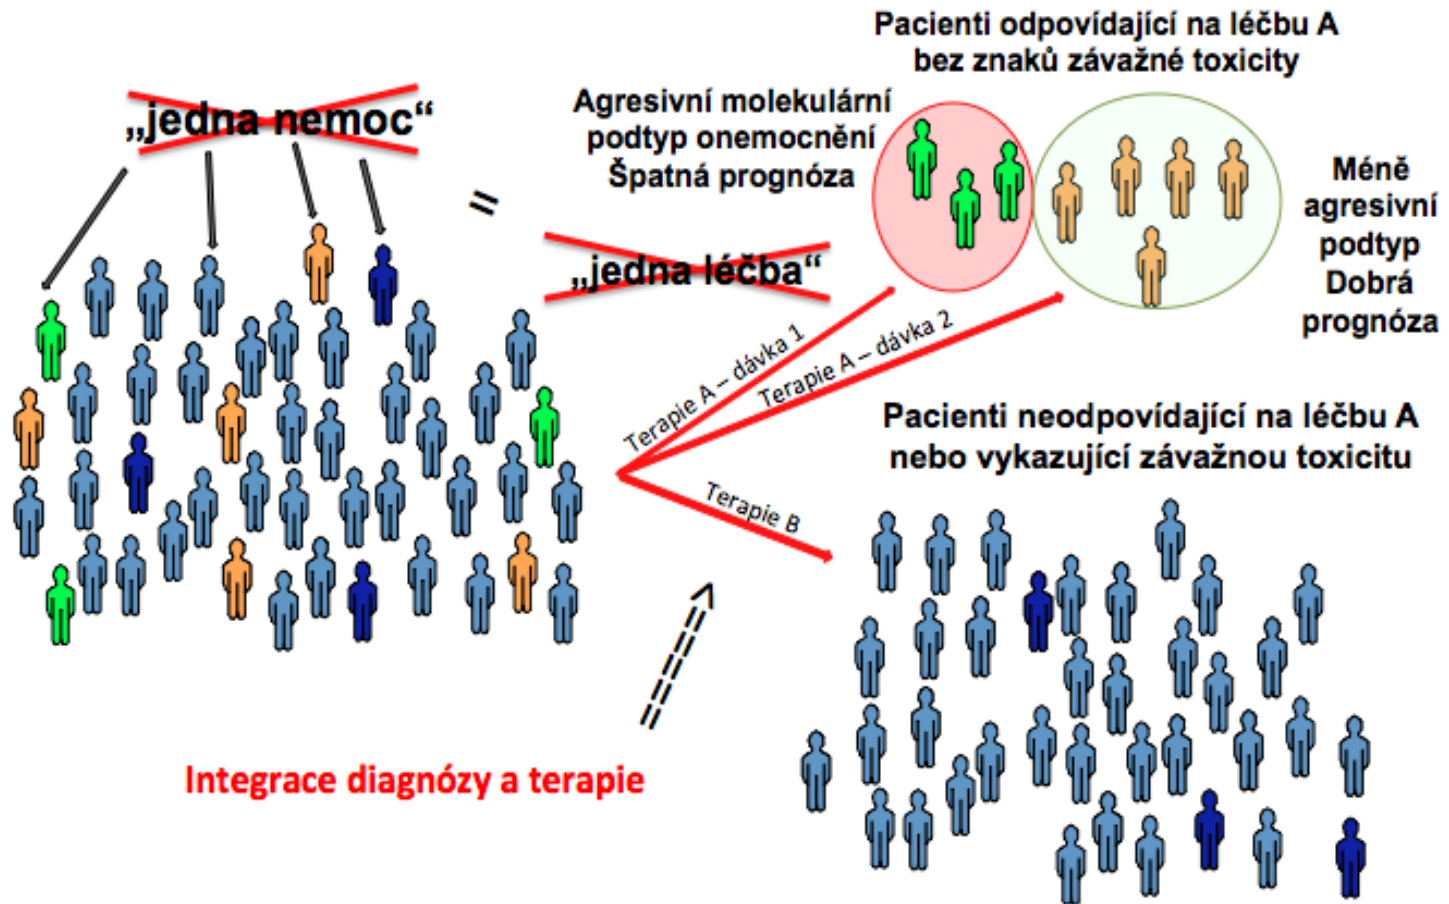 „jedna nemoc“
=
„jedna léčba“
Agresivní molekulární
podtyp onemocnění
Špatná prognóza
Pacienti odpovídající na léčbu A
bez znaků závažné toxicity
Méně
agresivní
podtyp
Dobrá
prognóza
Terapie A – dávka 1
Terapie A – dávka 2
Terapie B
Pacienti neodpovídající na léčbu A
nebo vykazující závažnou toxicitu
Integrace diagnózy a terapie